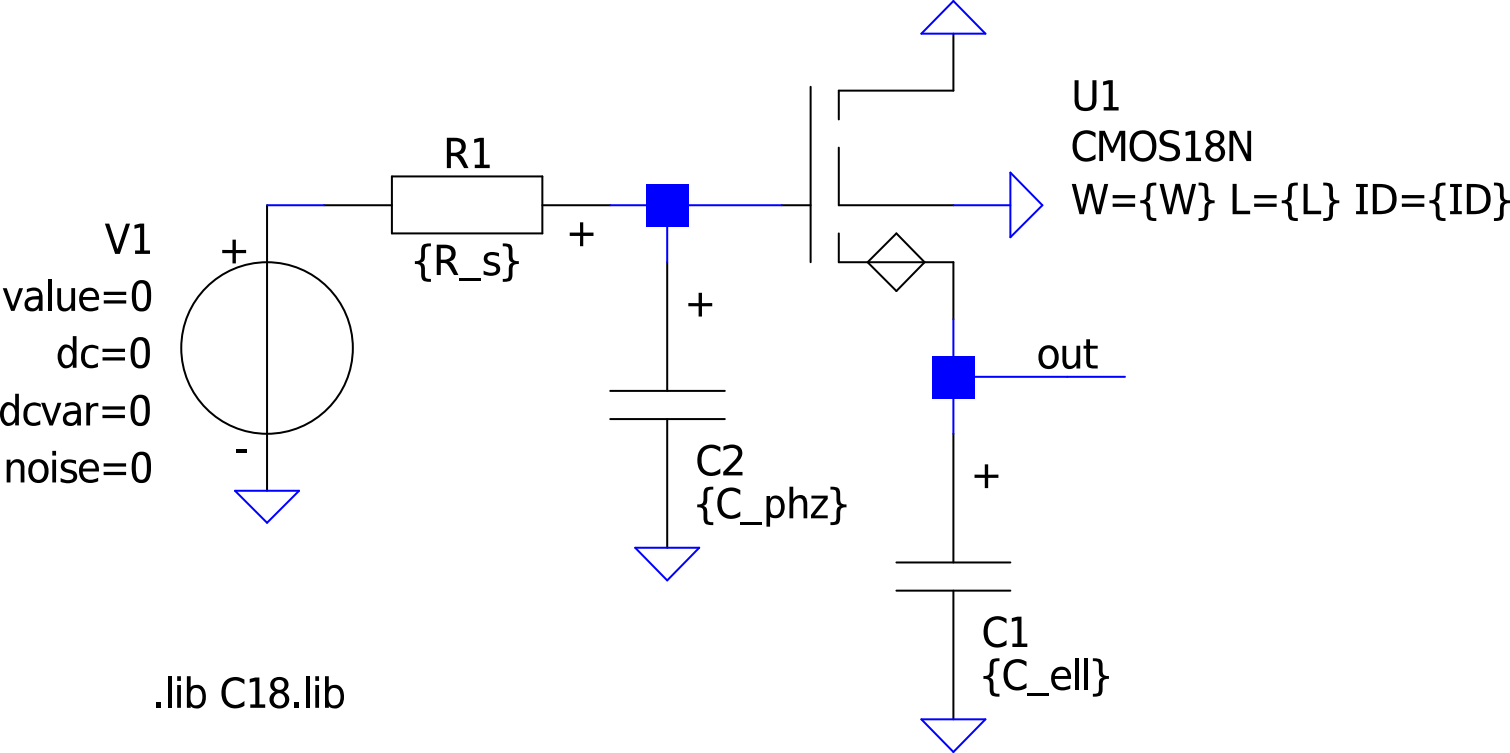 U1
CMOS18N
W={W} L={L} ID={ID}
R1
+
{R_s}
V1
+
value=0
dc=0
dcvar=0
noise=0
-
+
C2
{C_phz}
out
+
C1
{C_ell}
.lib C18.lib